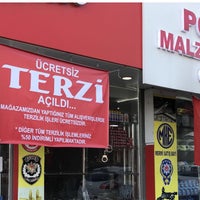 ÜCRETSİZ
TERZİ
AÇILDI...
MAĞAZAMIZDAN YAPTIĞINIZ TÜM ALIŞVERİŞLERDE
TERZİLİK İŞLERİ ÜCRETSİZDİR.
* DİĞER TÜM TERZİLİK İŞLEMLERİNİZ
%50 İNDİRİMLİ YAPILMAKTADIR.
PO
MALZ